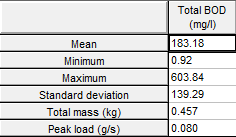 Total BOD
(mg/l)
Mean 183.18
Minimum 0.92
Maximum 603.84
Standard deviation 139.29
Total mass (kg) 0.457
Peak load (g/s) 0.080